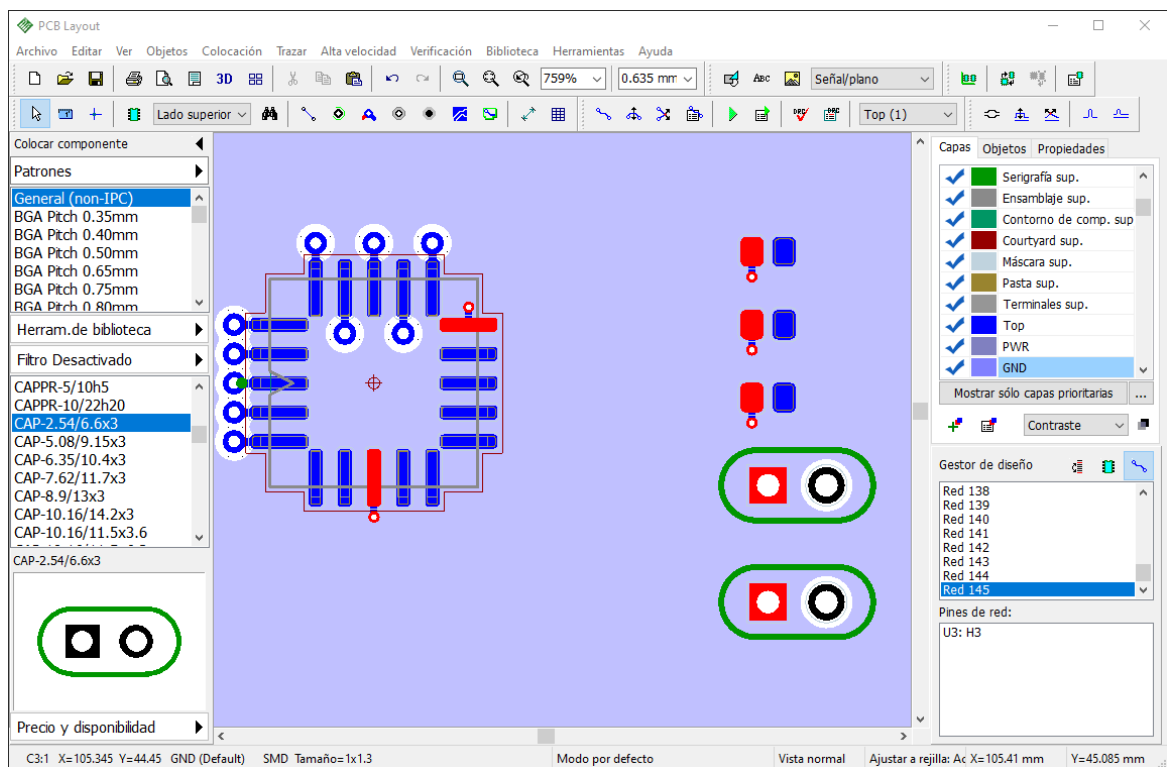 PCB Layout
Archivo Editar Ver Objetos Colocación Trazar Alta velocidad Verificación Biblioteca Herramientas Ayuda
3D 759% 0.635 mm ABC Señal/plano
Lado superior DRC DRC Top (1)
Colocar componente
Patrones
General (non-IPC)
BGA Pitch 0.35mm
BGA Pitch 0.40mm
BGA Pitch 0.50mm
BGA Pitch 0.65mm
BGA Pitch 0.75mm
BGA Pitch 0.80mm
Herram.de biblioteca
Filtro Desactivado
CAPPR-5/10h5
CAPPR-10/22h20
CAP-2.54/6.6x3
CAP-5.08/9.15x3
CAP-6.35/10.4x3
CAP-7.62/11.7x3
CAP-8.9/13x3
CAP-10.16/14.2x3
CAP-10.16/11.5x3.6
CAP-2.54/6.6x3
Precio y disponibilidad
Capas Objetos Propiedades
Serigrafía sup.
Ensamblaje sup.
Contorno de comp. sup
Courtyard sup.
Máscara sup.
Pasta sup.
Terminales sup.
Top
PWR
GND
Mostrar sólo capas prioritarias ...
Contraste
Gestor de diseño
Red 138
Red 139
Red 140
Red 141
Red 142
Red 143
Red 144
Red 145
Pines de red:
U3: H3
C3:1 X=105.345 Y=44.45 GND (Default) SMD Tamaño=1x1.3 Modo por defecto Vista normal Ajustar a rejilla: Ac X=105.41 mm Y=45.085 mm